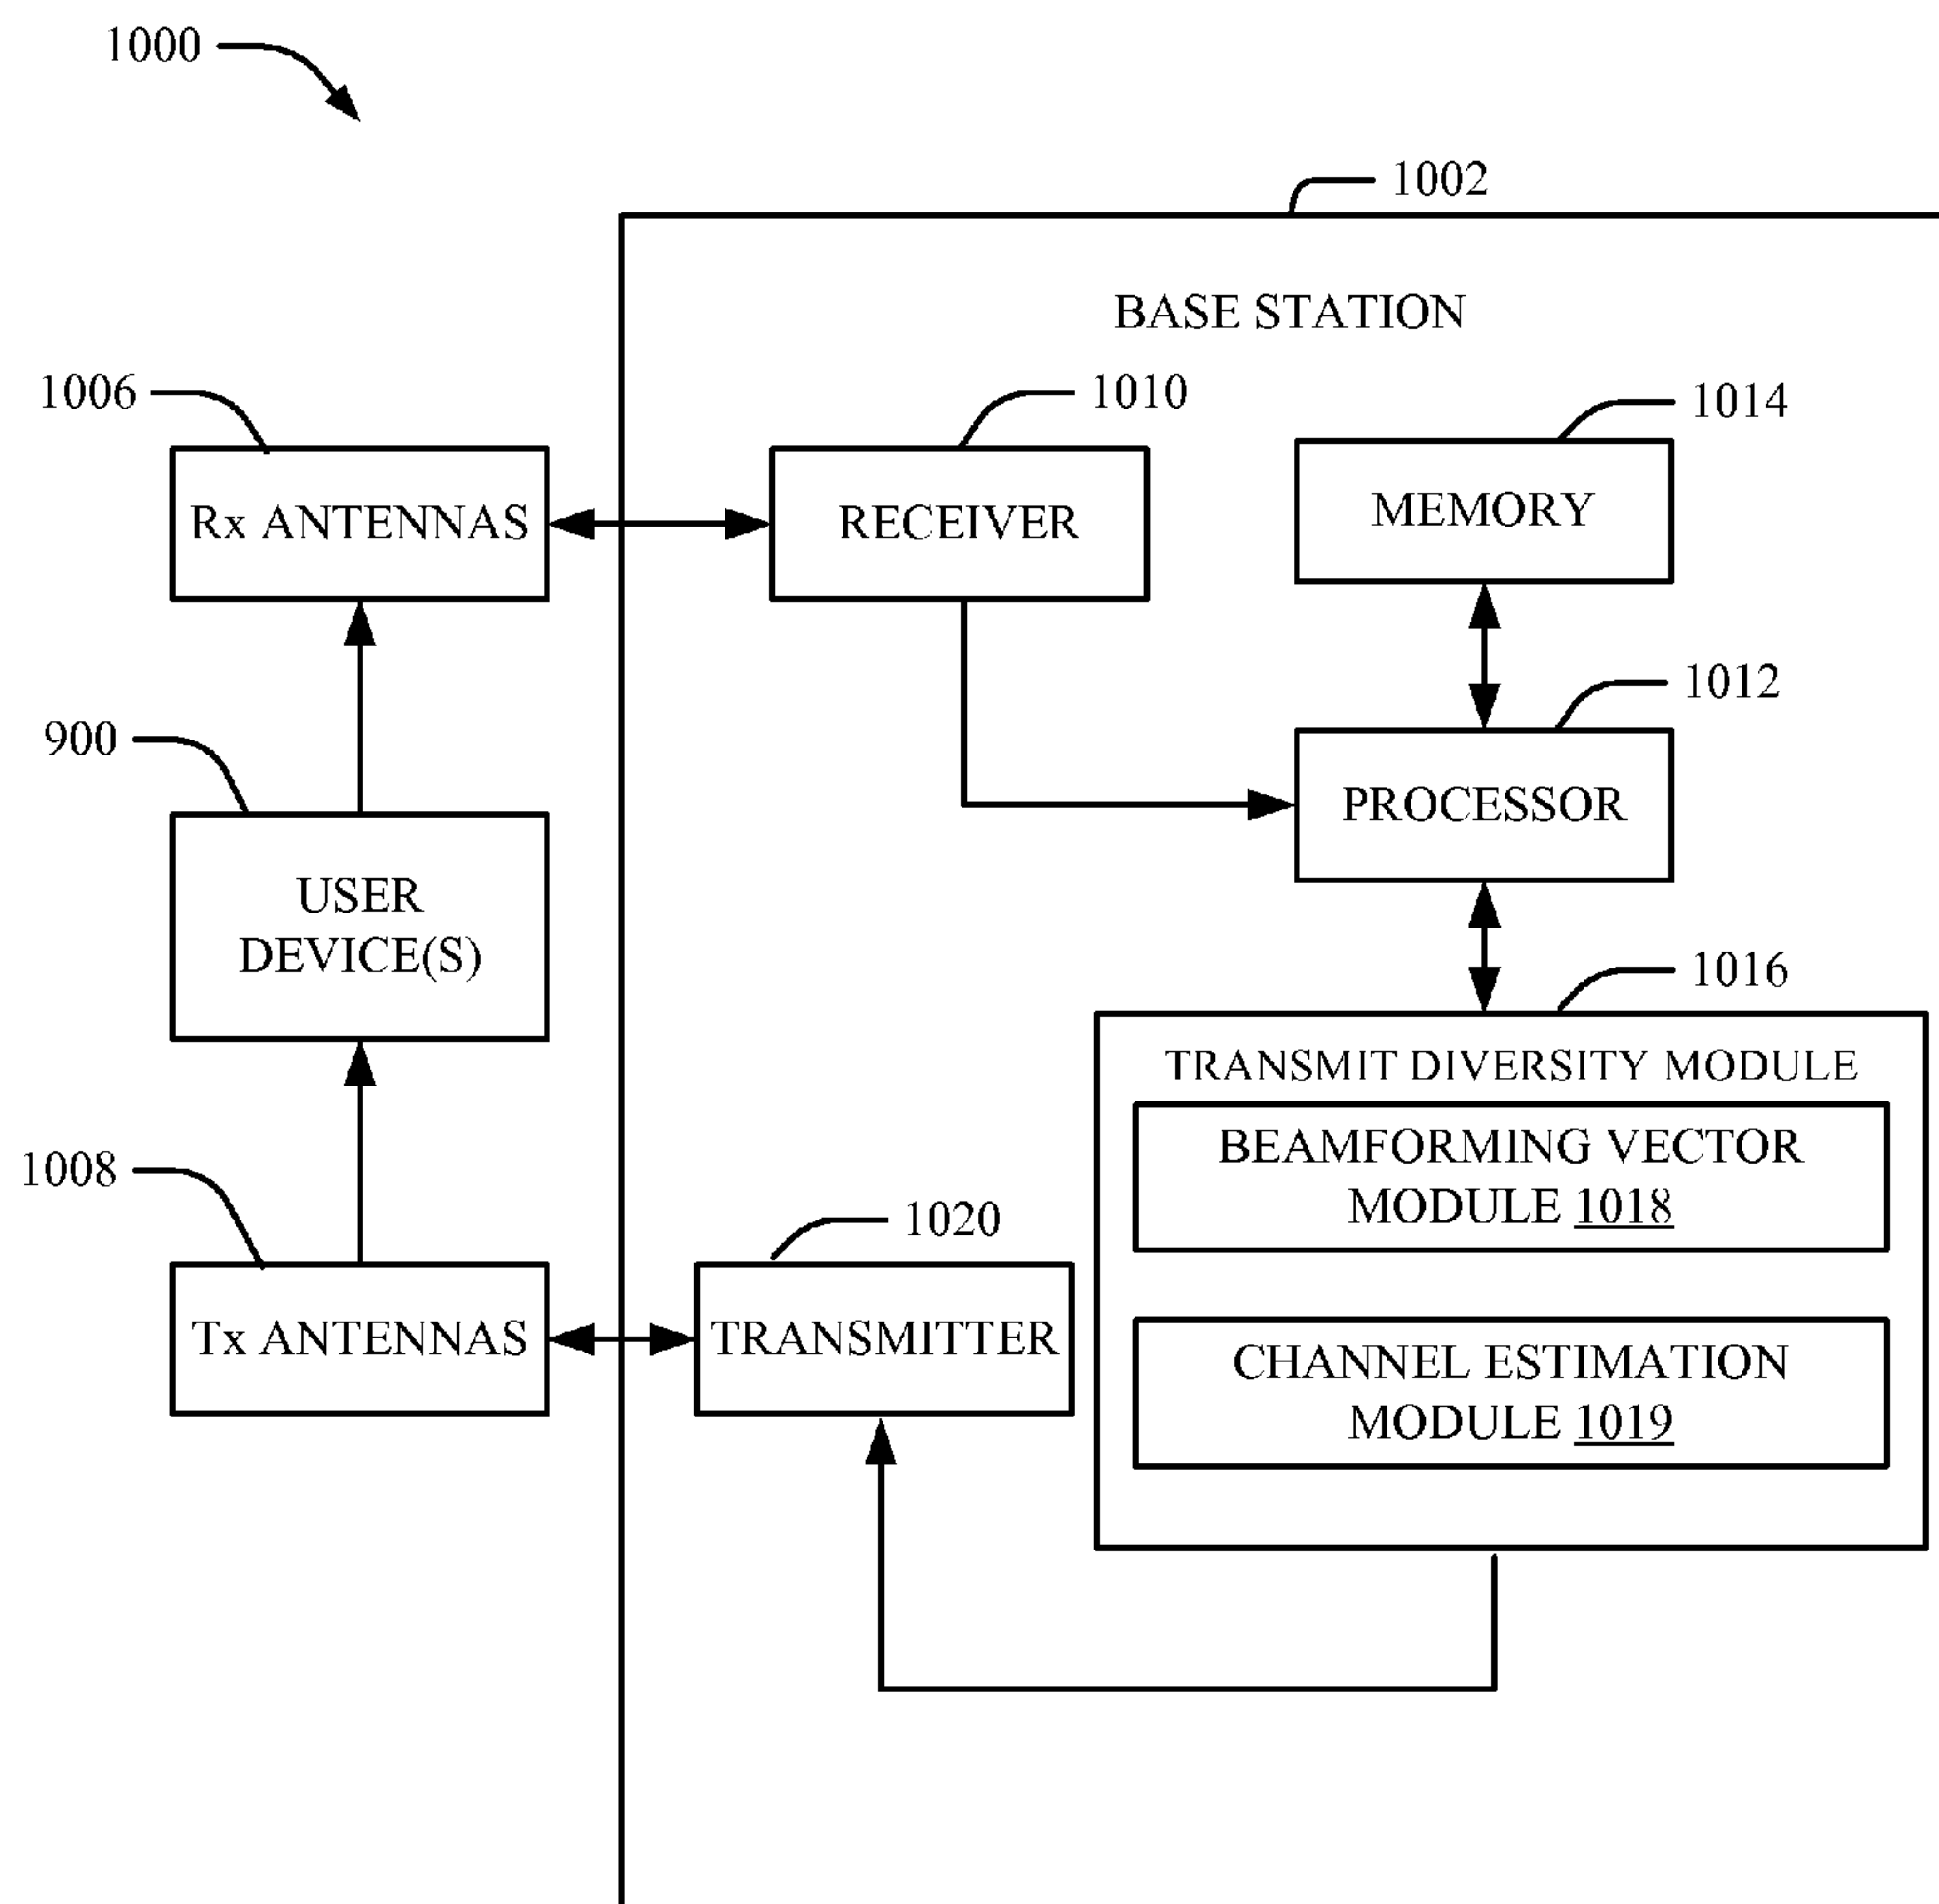 1000
1002
BASE STATION
1006
1010
1014
Rx ANTENNAS
RECEIVER
MEMORY
900
1012
USER
DEVICE(S)
PROCESSOR
1016
TRANSMIT DIVERSITY MODULE
BEAMFORMING VECTOR
MODULE 1018
1008
1020
Tx ANTENNAS
TRANSMITTER
CHANNEL ESTIMATION
MODULE 1019